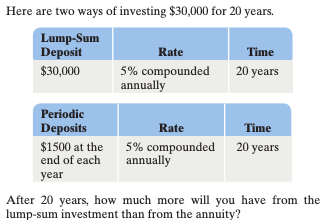 Here are two ways of investing $30,000 for 20 years.
Lump-Sum
Deposit Rate Time
$30,000 5% compounded 20 years
annually
Periodic
Deposits Rate Time
$1500 at the 5% compounded 20 years
end of each annually
year
After 20 years, how much more will you have from the
lump-sum investment than from the annuity?